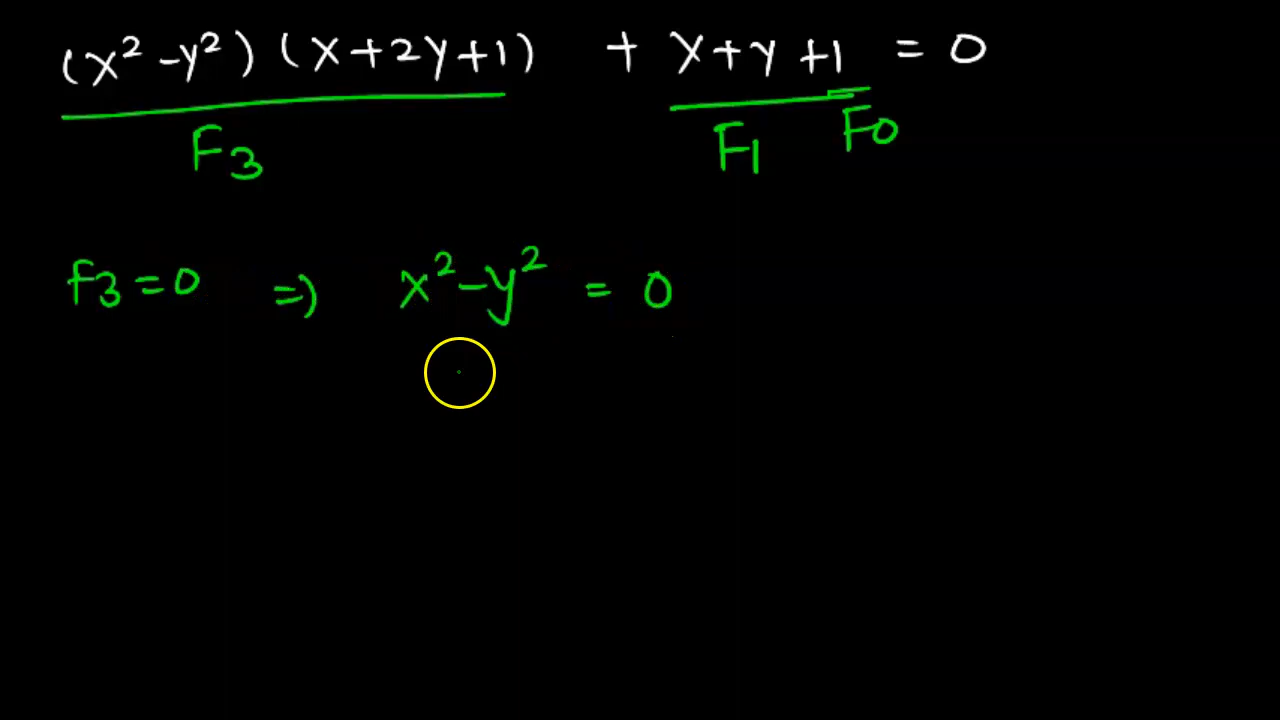 (x² -y²) (x+2y+1) + x+y+1 = 0
F3 F1 F0
F3=0 => x²-y² = 0